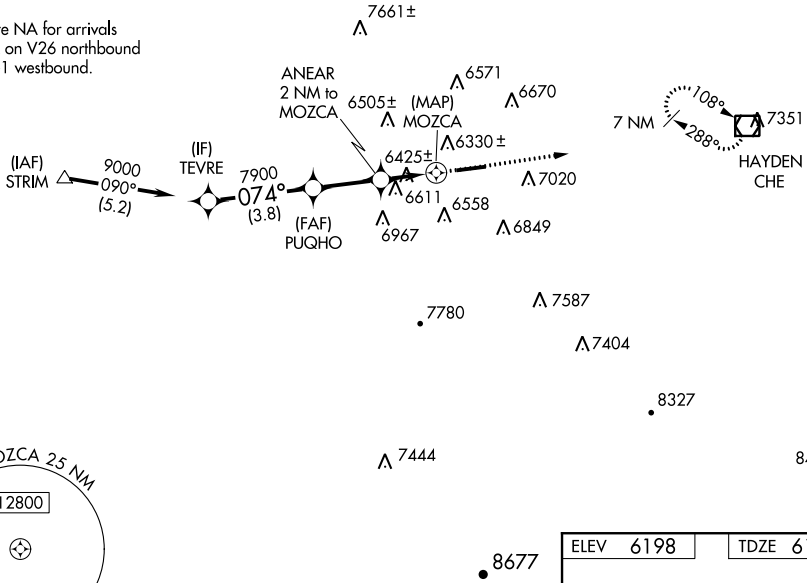 7661±
e NA for arrivals
on V26 northbound
1 westbound.
ANEAR
2 NM to
MOZCA
6571
6505±
(MAP)
MOZCA
6670
108°
7 NM
288°
7351
HAYDEN
CHE
6330±
(IAF)
STRIM
9000
090°
(5.2)
(IF)
TEVRE
7900
074°
(3.8)
(FAF)
PUQHO
6425±
6611
7020
6558
6967
6849
7587
7780
7404
8327
OZCA 25 NM
7444
12800
ELEV 6198
TDZE
8677